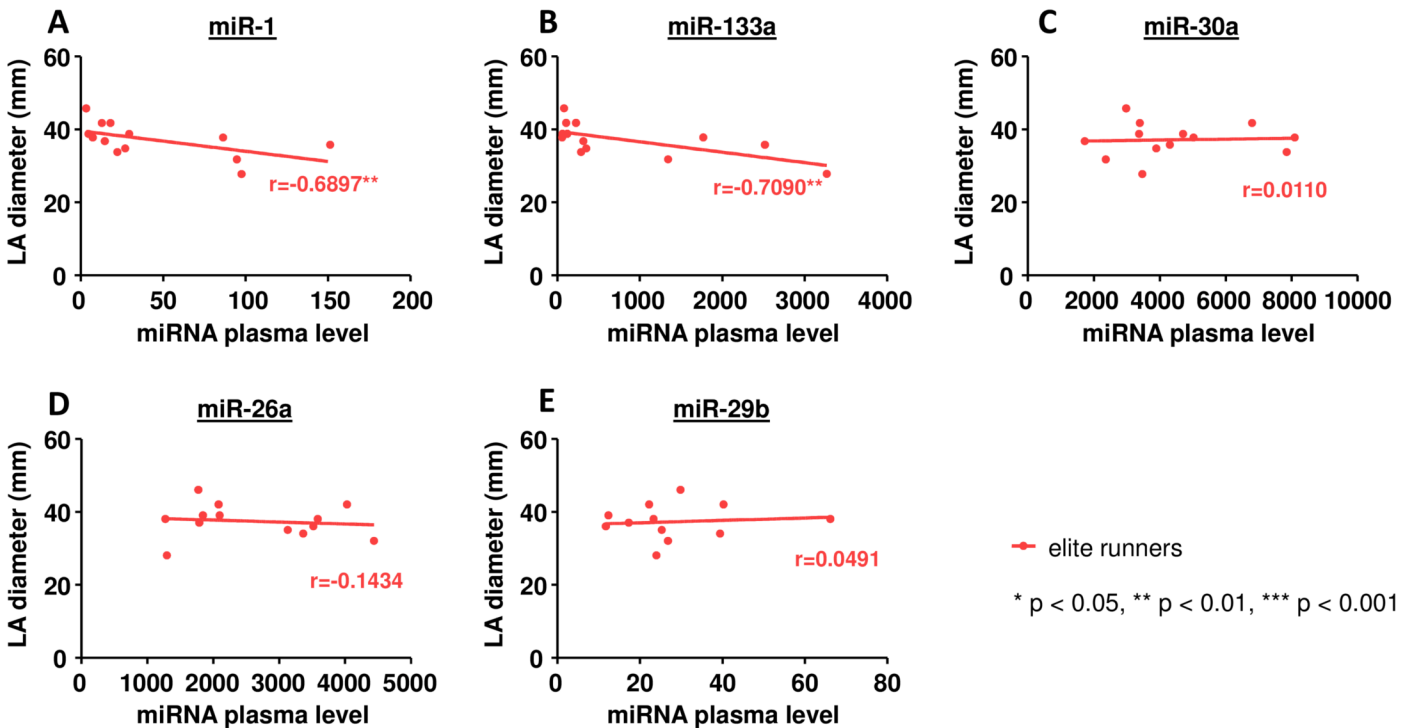 A
miR-1
60
40
20
0
LA diameter (mm)
r=-0.6897**
0 50 100 150 200
miRNA plasma level
B
miR-133a
60
40
20
0
LA diameter (mm)
r=-0.7090**
0 1000 2000 3000 4000
miRNA plasma level
C
miR-30a
60
40
20
0
LA diameter (mm)
r=0.0110
0 2000 4000 6000 8000 10000
miRNA plasma level
D
miR-26a
60
40
20
0
LA diameter (mm)
r=-0.1434
0 1000 2000 3000 4000 5000
miRNA plasma level
E
miR-29b
60
40
20
0
LA diameter (mm)
r=0.0491
0 20 40 60 80
miRNA plasma level
elite runners
* p < 0.05, ** p < 0.01, *** p < 0.001